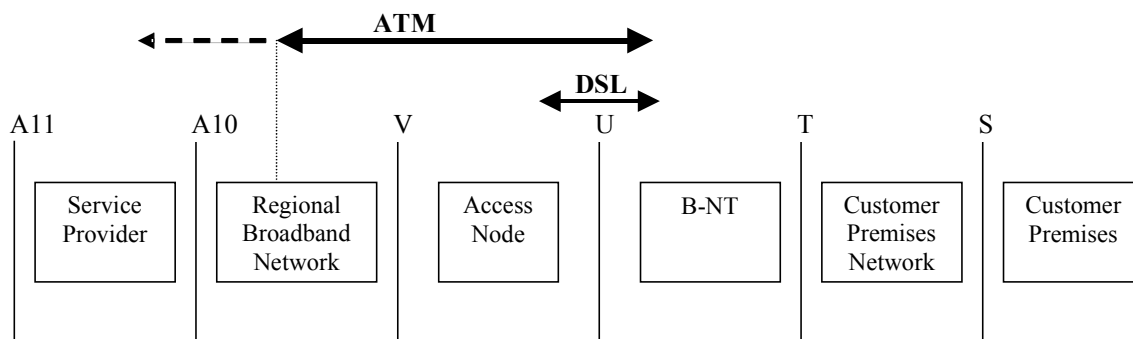 ATM
DSL
A11 A10 V U T S
Service Regional Access B-NT Customer Customer
Provider Broadband Node Premises Premises
Network Network